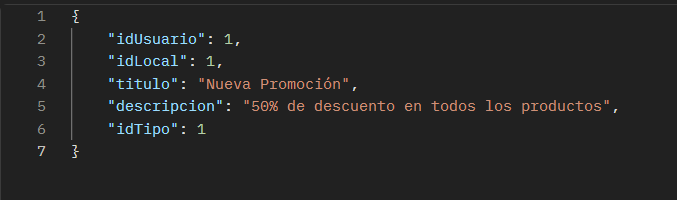 1 {
2 "idUsuario": 1,
3 "idLocal": 1,
4 "titulo": "Nueva Promoción",
5 "descripcion": "50% de descuento en todos los productos",
6 "idTipo": 1
7 }